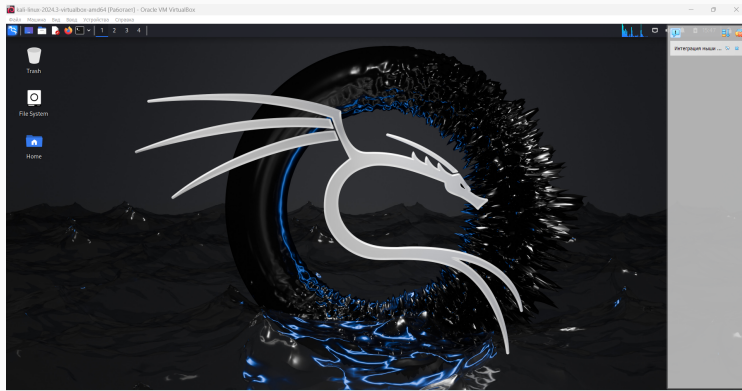 kali-linux-2024.2-virtualbox-amd64 [Работает] - Oracle VM VirtualBox
Файл Машина Вид Ввод Устройства Справка
1 2 3 4
Интеграция мыши ...
Trash
File System
Home